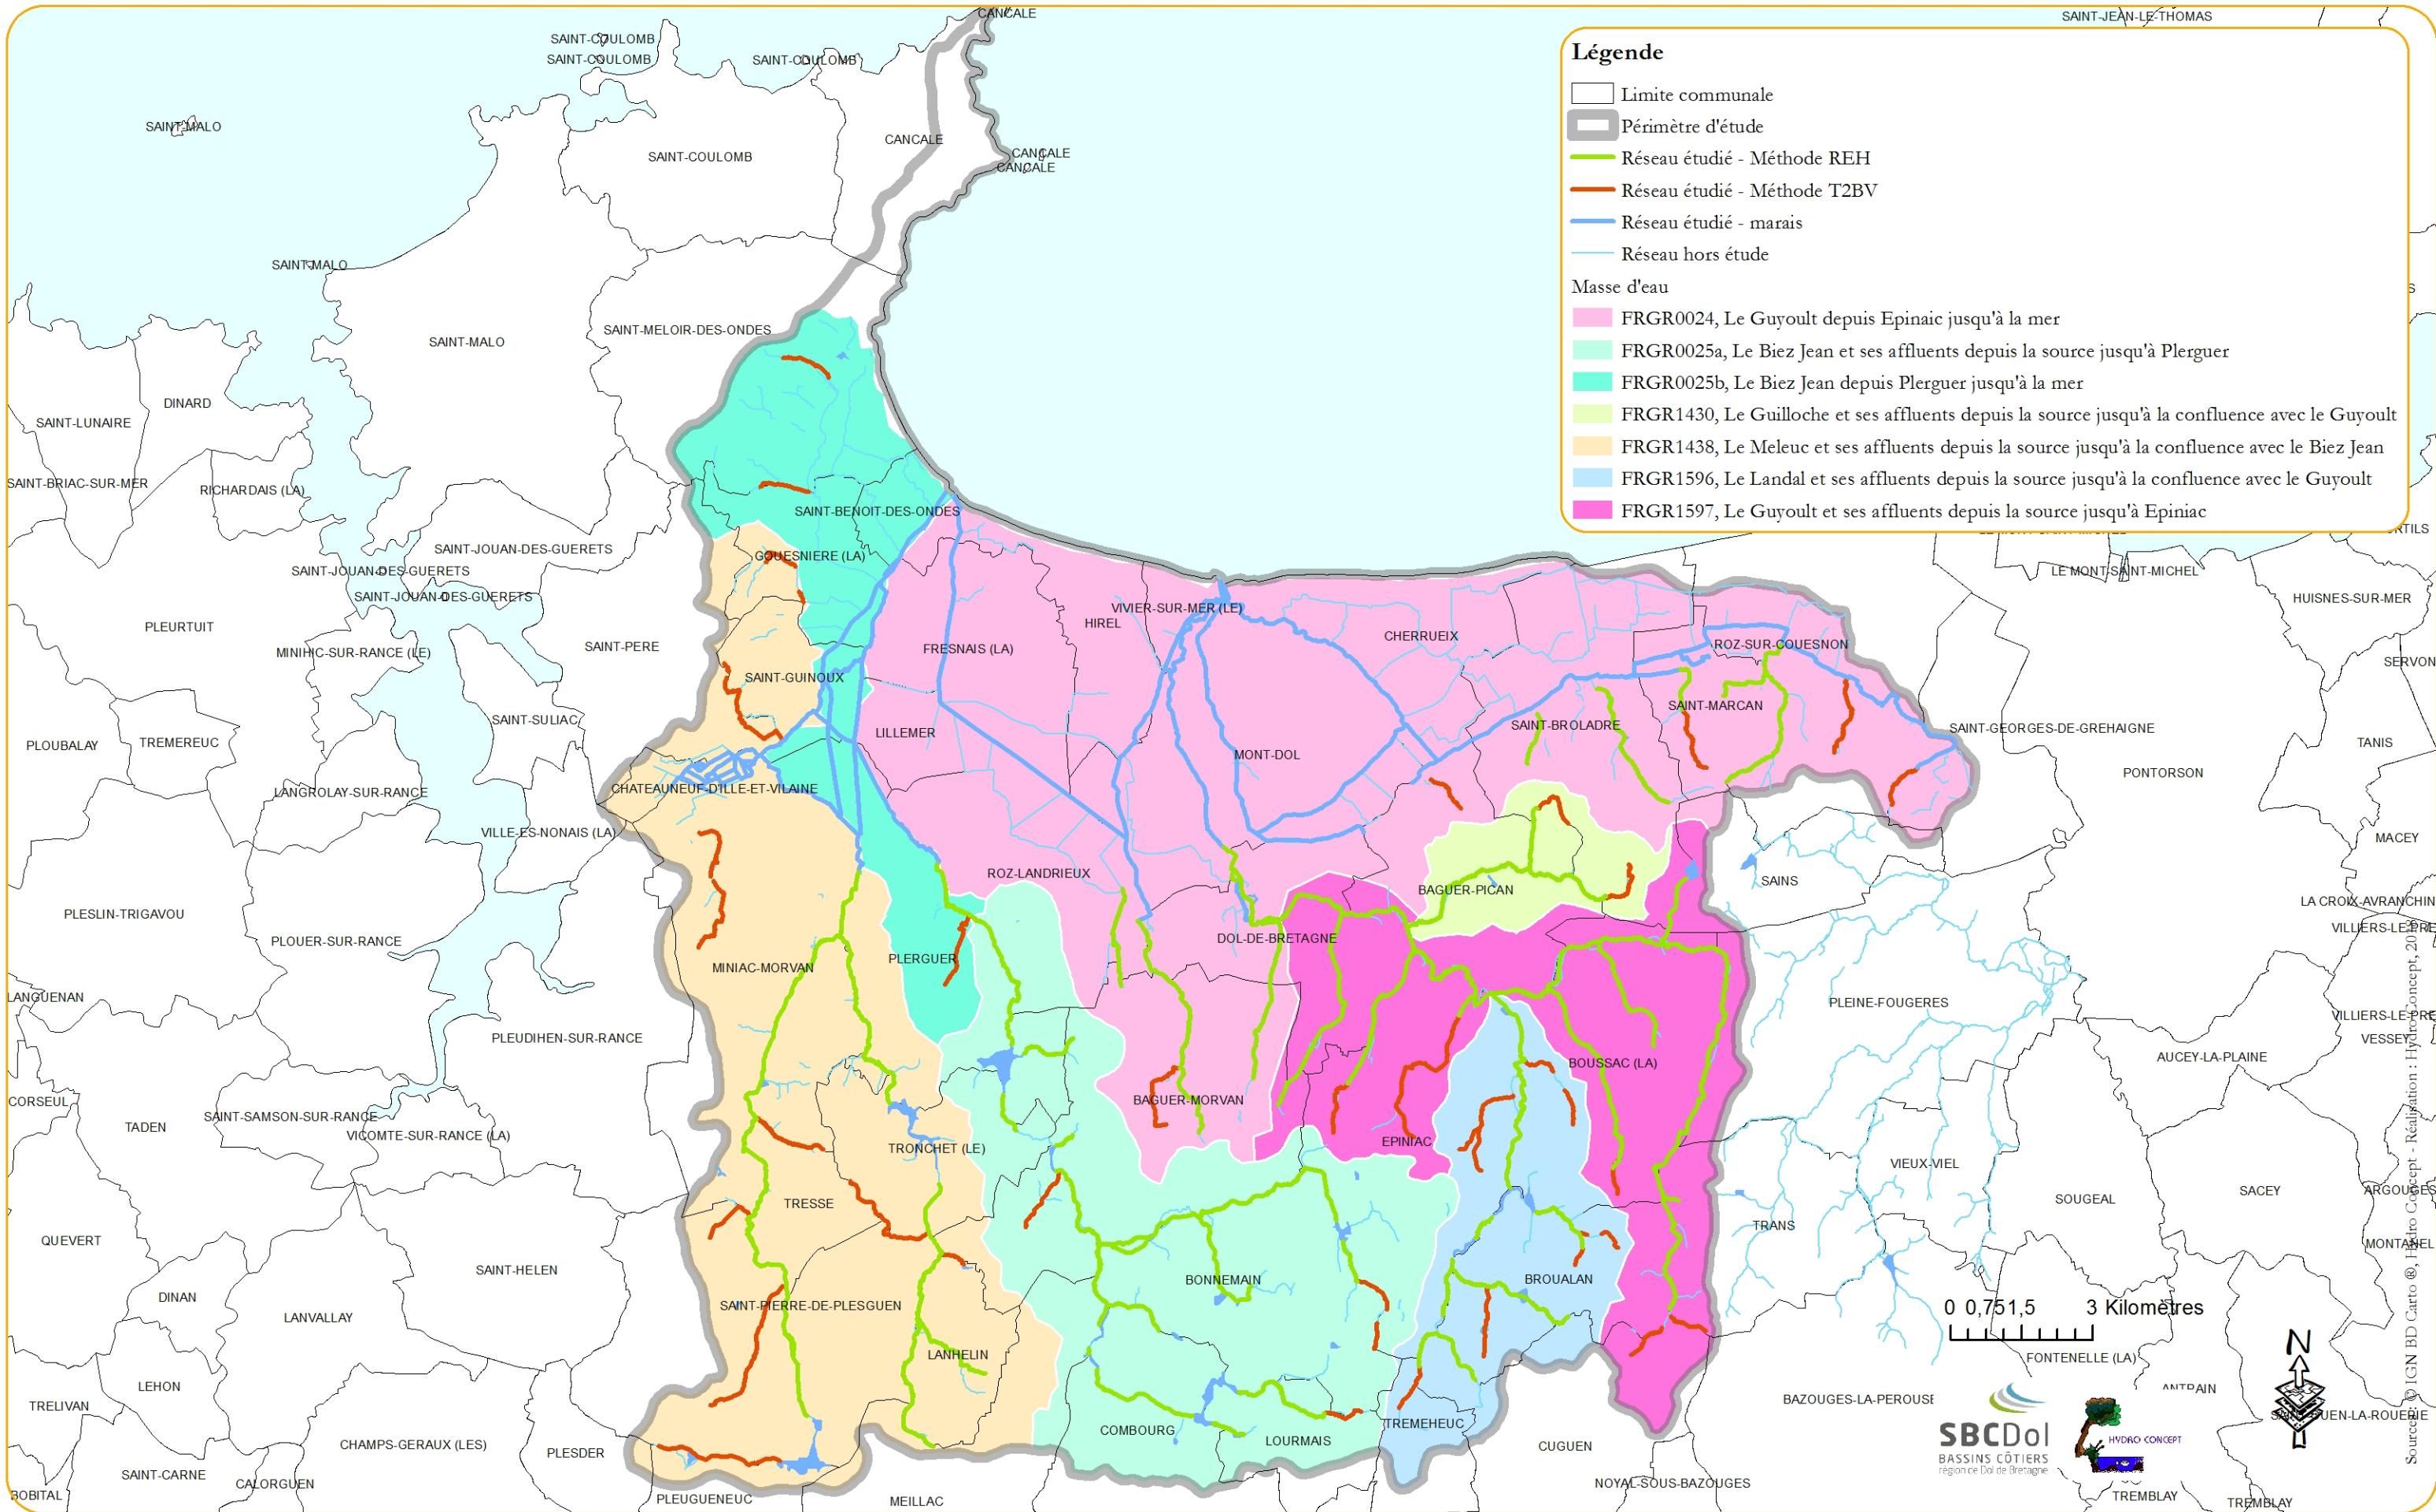 CANCALE
SAINT-JEAN-LE-THOMAS
SAINT-COULOMB
SAINT-COULOMB
SAINT-COULOMB
SAINT-MALO
CANCALE
SAINT-COULOMB
CANCALE
CANCALE
SAINT-MALO
SAINT-MELOIR-DES-ONDES
SAINT-MALO
DINARD
SAINT-LUNAIRE
SAINT-BRIAC-SUR-MER
RICHARDAIS (LA)
SAINT-BENOIT-DES-ONDES
SAINT-JOUAN-DES-GUERETS
GOUESNIERE (LA)
SAINT-JOUAN-DES-GUERETS
SAINT-JOUAN-DES-GUERETS
Légende
Limite communale
Périmètre d'étude
Réseau étudié - Méthode REH
Réseau étudié - Méthode T2BV
Réseau étudié - marais
Réseau hors étude
Masse d'eau
FRGR0024, Le Guyoult depuis Epinaic jusqu'à la mer
FRGR0025a, Le Biez Jean et ses affluents depuis la source jusqu'à Plerguer
FRGR0025b, Le Biez Jean depuis Plerguer jusqu'à la mer
FRGR1430, Le Guilloche et ses affluents depuis la source jusqu'à la confluence avec le Guyoult
FRGR1438, Le Meleuc et ses affluents depuis la source jusqu'à la confluence avec le Biez Jean
FRGR1596, Le Landal et ses affluents depuis la source jusqu'à la confluence avec le Guyoult
FRGR1597, Le Guyoult et ses affluents depuis la source jusqu'à Epiniac
LE MONT-SAINT-MICHEL
HUISNES-SUR-MER
VIVIER-SUR-MER (LE)
HIREL
PLEURTUIT
CHERRUEIX
ROZ-SUR-COUESNON
SAINT-PERE
FRESNAIS (LA)
MINIHIC-SUR-RANCE (LE)
SERVON
SAINT-GUINOUX
SAINT-MARCAN
SAINT-SULIAC
SAINT-BROLADRE
SAINT-GEORGES-DE-GREHAIGNE
LILLEMER
PLOUBALAY
TREMEREUC
TANIS
MONT-DOL
PONTORSON
CHATEAUNEUF-D'ILLE-ET-VILAINE
LANGROLAY-SUR-RANCE
VILLE-ES-NONAIS (LA)
MACEY
ROZ-LANDRIEUX
SAINS
BAGUER-PICAN
LA CROIX-AVRANCHIN
PLESLIN-TRIGAVOU
VILLIERS-LE-PRE
PLOUER-SUR-RANCE
DOL-DE-BRETAGNE
PLERGUER
MINIAC-MORVAN
LANGUENAN
PLEINE-FOUGERES
VILLIERS-LE-PRE
PLEUDIHEN-SUR-RANCE
VESSEY
AUCEY-LA-PLAINE
BOUSSAC (LA)
CORSEUL
BAGUER-MORVAN
SAINT-SAMSON-SUR-RANCE
TADEN
VICOMTE-SUR-RANCE (LA)
EPINIAC
TRONCHET (LE)
VIEUX-VIEL
SACEY
ARGOUGES
SOUGEAL
TRESSE
TRANS
QUEVERT
MONTANEL
SAINT-HELEN
BONNEMAIN
BROUALAN
DINAN
SAINT-PIERRE-DE-PLESGUEN
LANVALLAY
0 0,75 1,5 3 Kilomètres
LANHELIN
FONTENELLE (LA)
LEHON
ANTRAIN
BAZOUGES-LA-PEROUSE
TRELIVAN
N
COMBOURG
TREMEHEUC
LOURMAIS
CHAMPS-GERAUX (LES)
PLESDER
CUGUEN
SAINT-CARNE
CALORGUEN
NOYAL-SOUS-BAZOUGES
BOBITAL
PLEUGUENEUC
MEILLAC
TREMBLAY
TREMBLAY
SBCDol
BASSINS CÔTIERS
région de Dol de Bretagne
HYDRO CONCEPT